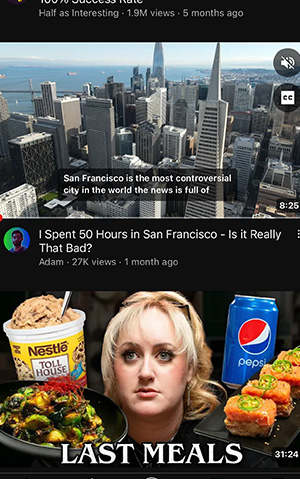 100% Success Rate
Half as Interesting · 1.9M views · 5 months ago
CC
San Francisco is the most controversial
city in the world the news is full of
8:25
I Spent 50 Hours in San Francisco - Is it Really
That Bad?
Adam · 27K views · 1 month ago
Nestlé
TOLL
HOUSE
pepsi
LAST MEALS
31:24